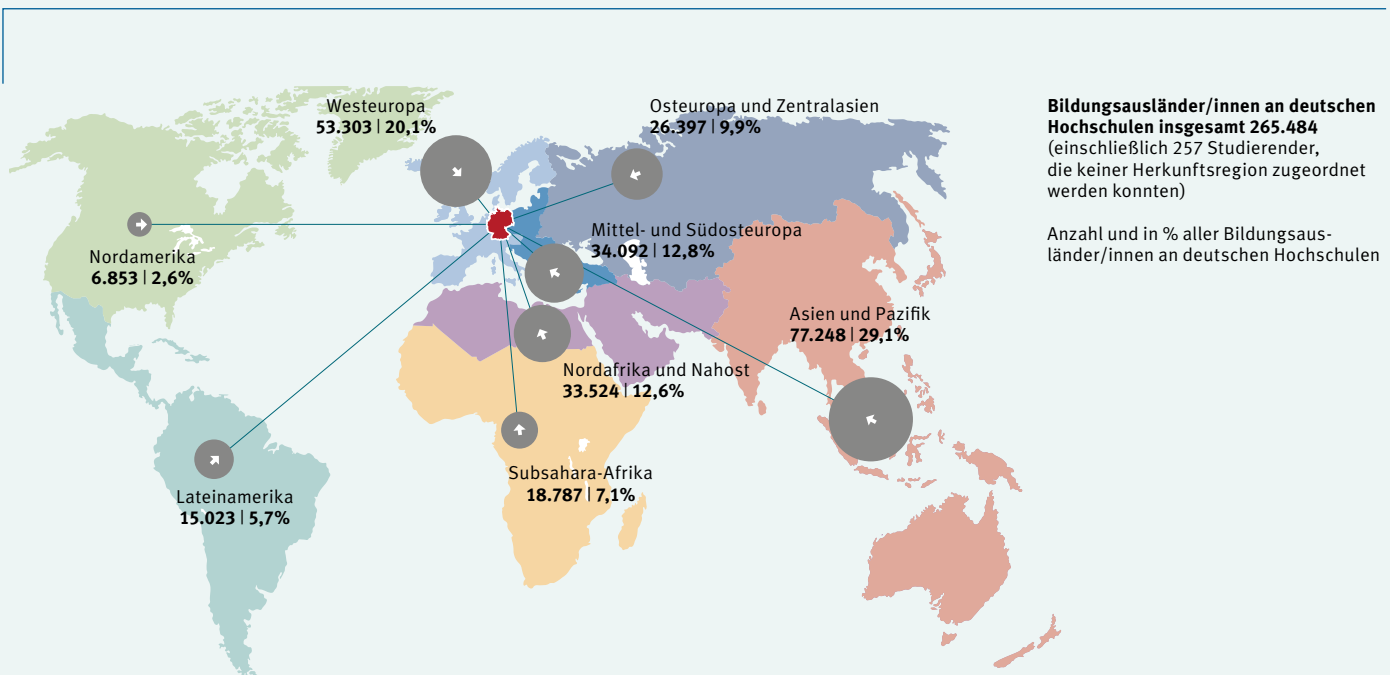 Westeuropa
53.303 | 20,1%
Osteuropa und Zentralasien
26.397 | 9,9%
Bildungsausländer/innen an deutschen
Hochschulen insgesamt 265.484
(einschließlich 257 Studierender,
die keiner Herkunftsregion zugeordnet
werden konnten)
Anzahl und in % aller Bildungsaus-
länder/innen an deutschen Hochschulen
Nordamerika
6.853 | 2,6%
Mittel- und Südosteuropa
34.092 | 12,8%
Asien und Pazifik
77.248 | 29,1%
Nordafrika und Nahost
33.524 | 12,6%
Subsahara-Afrika
18.787 | 7,1%
Lateinamerika
15.023 | 5,7%